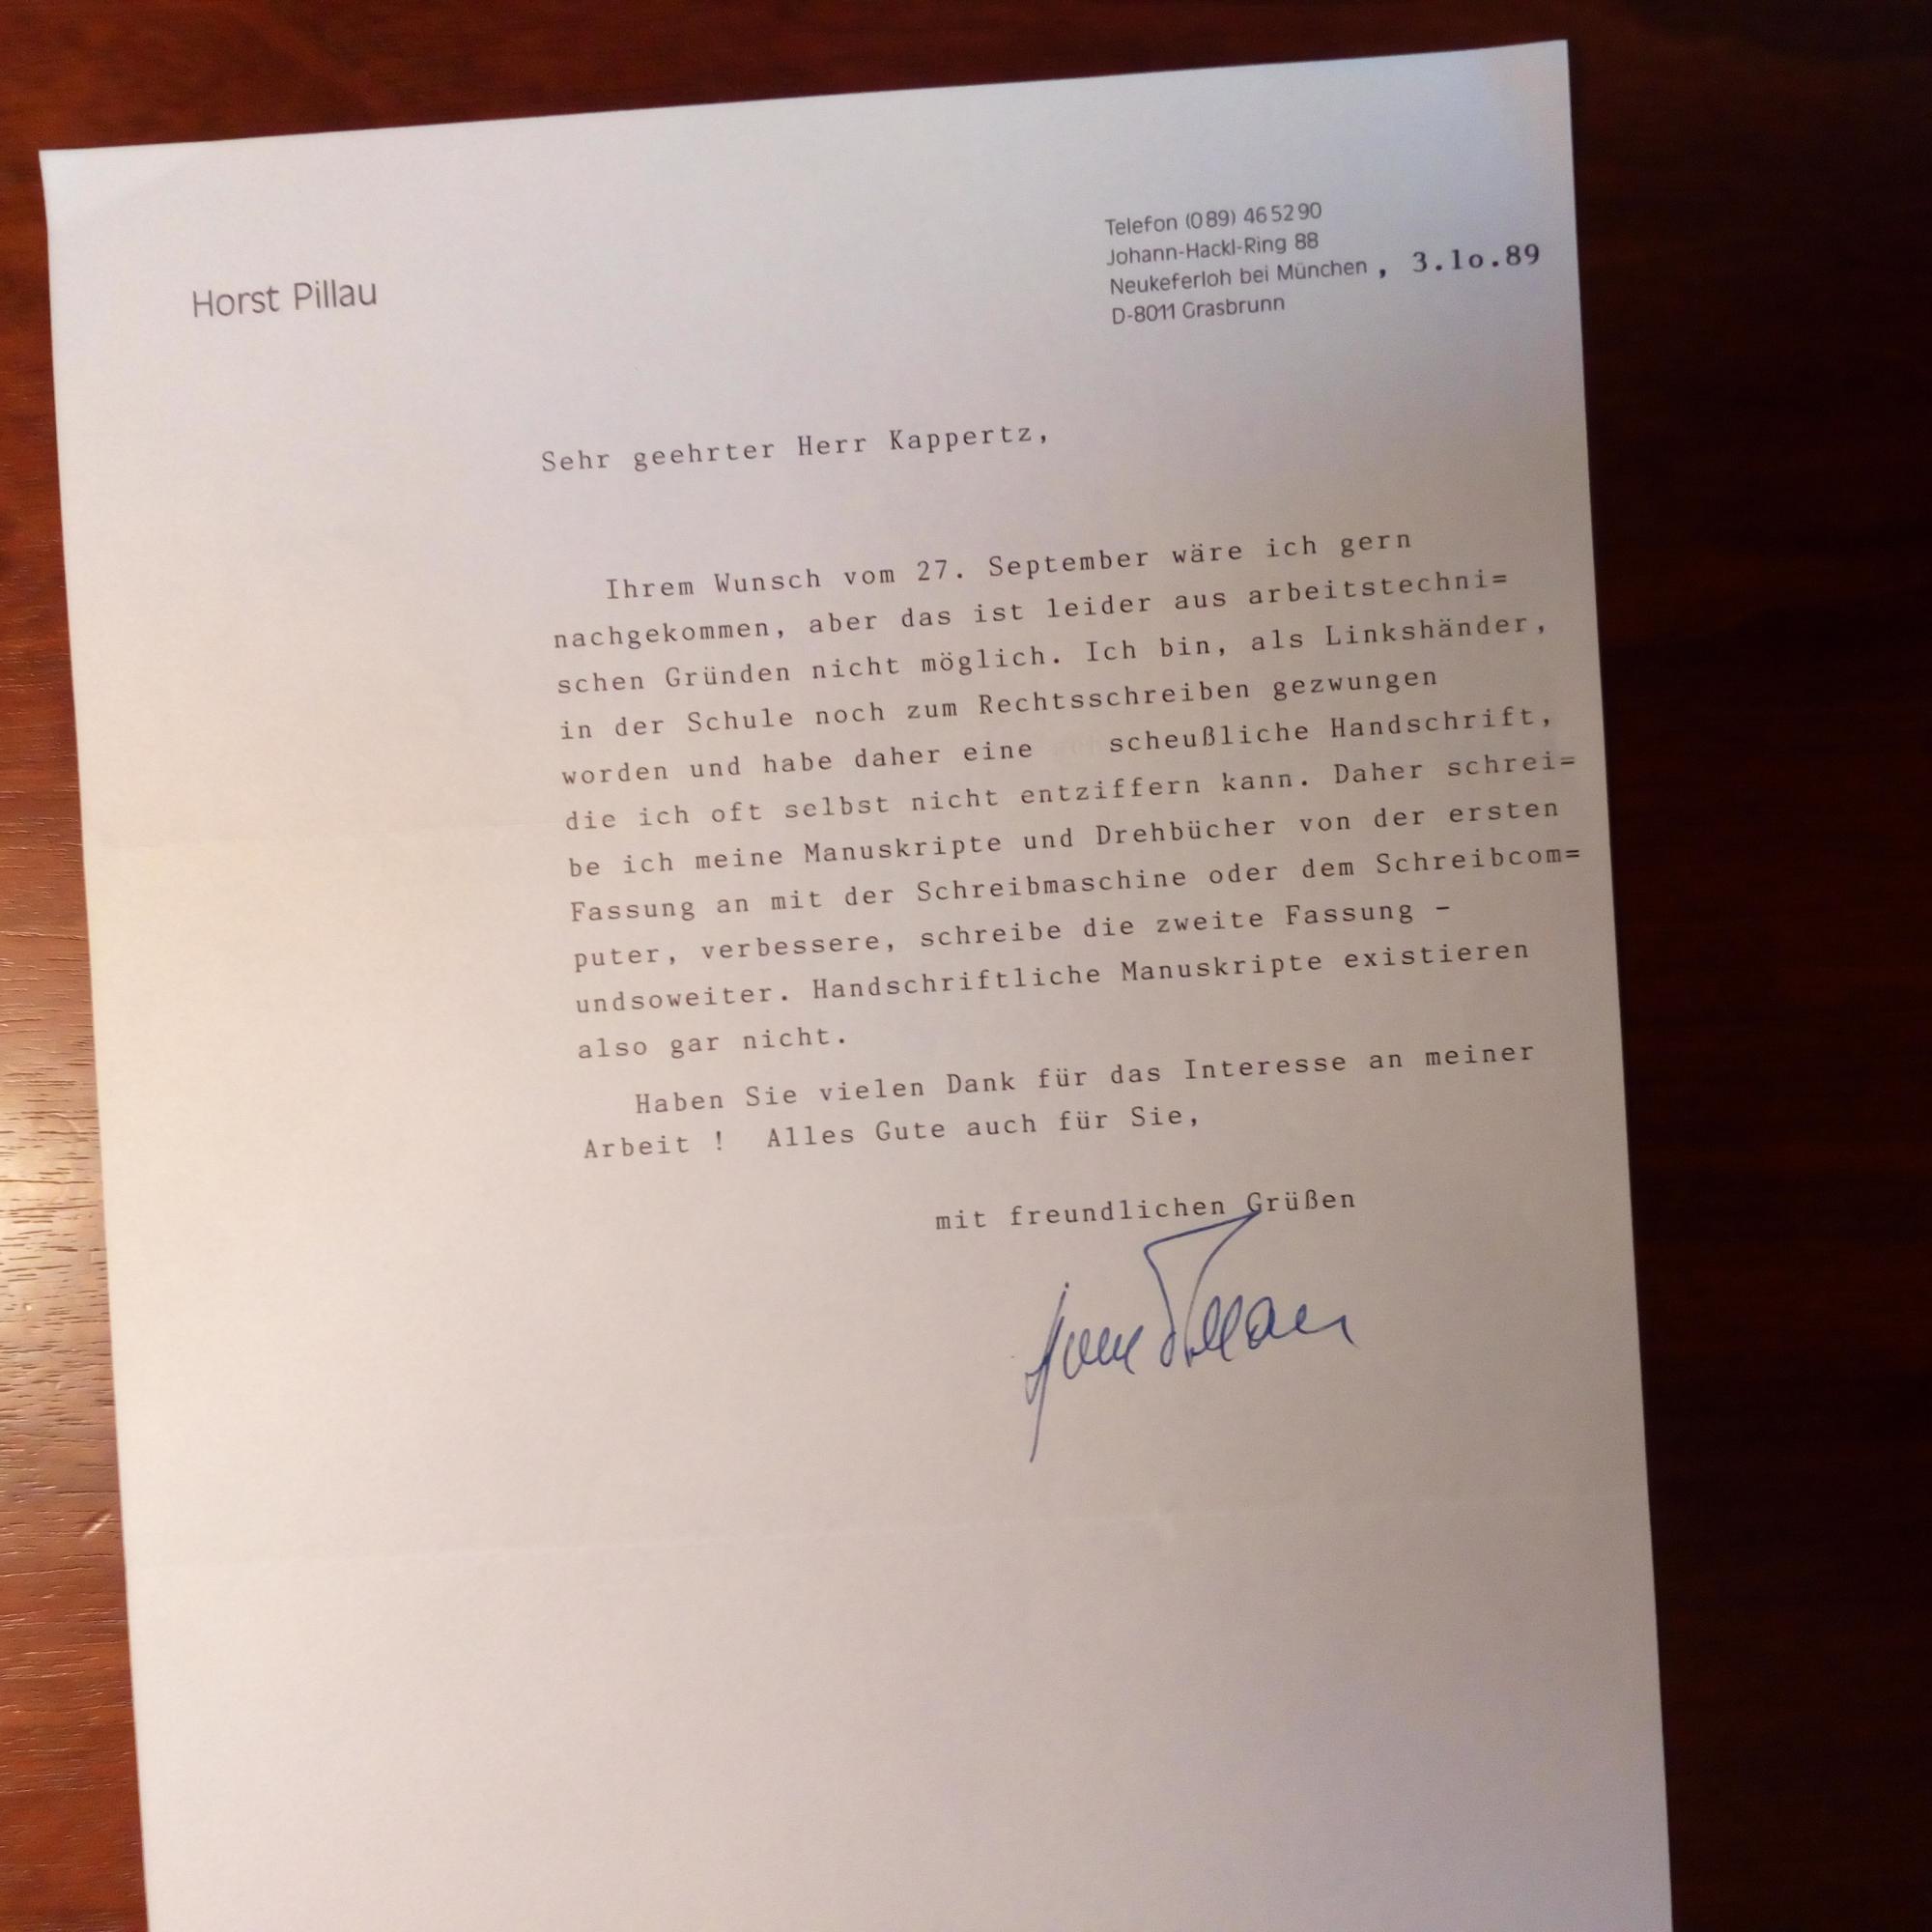 Horst Pillau
Telefon (089) 465290
Johann-Hackl-Ring 88
Neukeferloh bei München , 3.lo.89
D-8011 Grasbrunn
Sehr geehrter Herr Kappertz,
Ihrem Wunsch vom 27. September wäre ich gern
nachgekommen, aber das ist leider aus arbeitstechni=
schen Gründen nicht möglich. Ich bin, als Linkshänder,
in der Schule noch zum Rechtsschreiben gezwungen
worden und habe daher eine scheußliche Handschrift,
die ich oft selbst nicht entziffern kann. Daher schrei=
be ich meine Manuskripte und Drehbücher von der ersten
Fassung an mit der Schreibmaschine oder dem Schreibcom=
puter, verbessere, schreibe die zweite Fassung -
undsoweiter. Handschriftliche Manuskripte existieren
also gar nicht.
Haben Sie vielen Dank für das Interesse an meiner
Arbeit ! Alles Gute auch für Sie,
mit freundlichen Grüßen
Horst Pillau